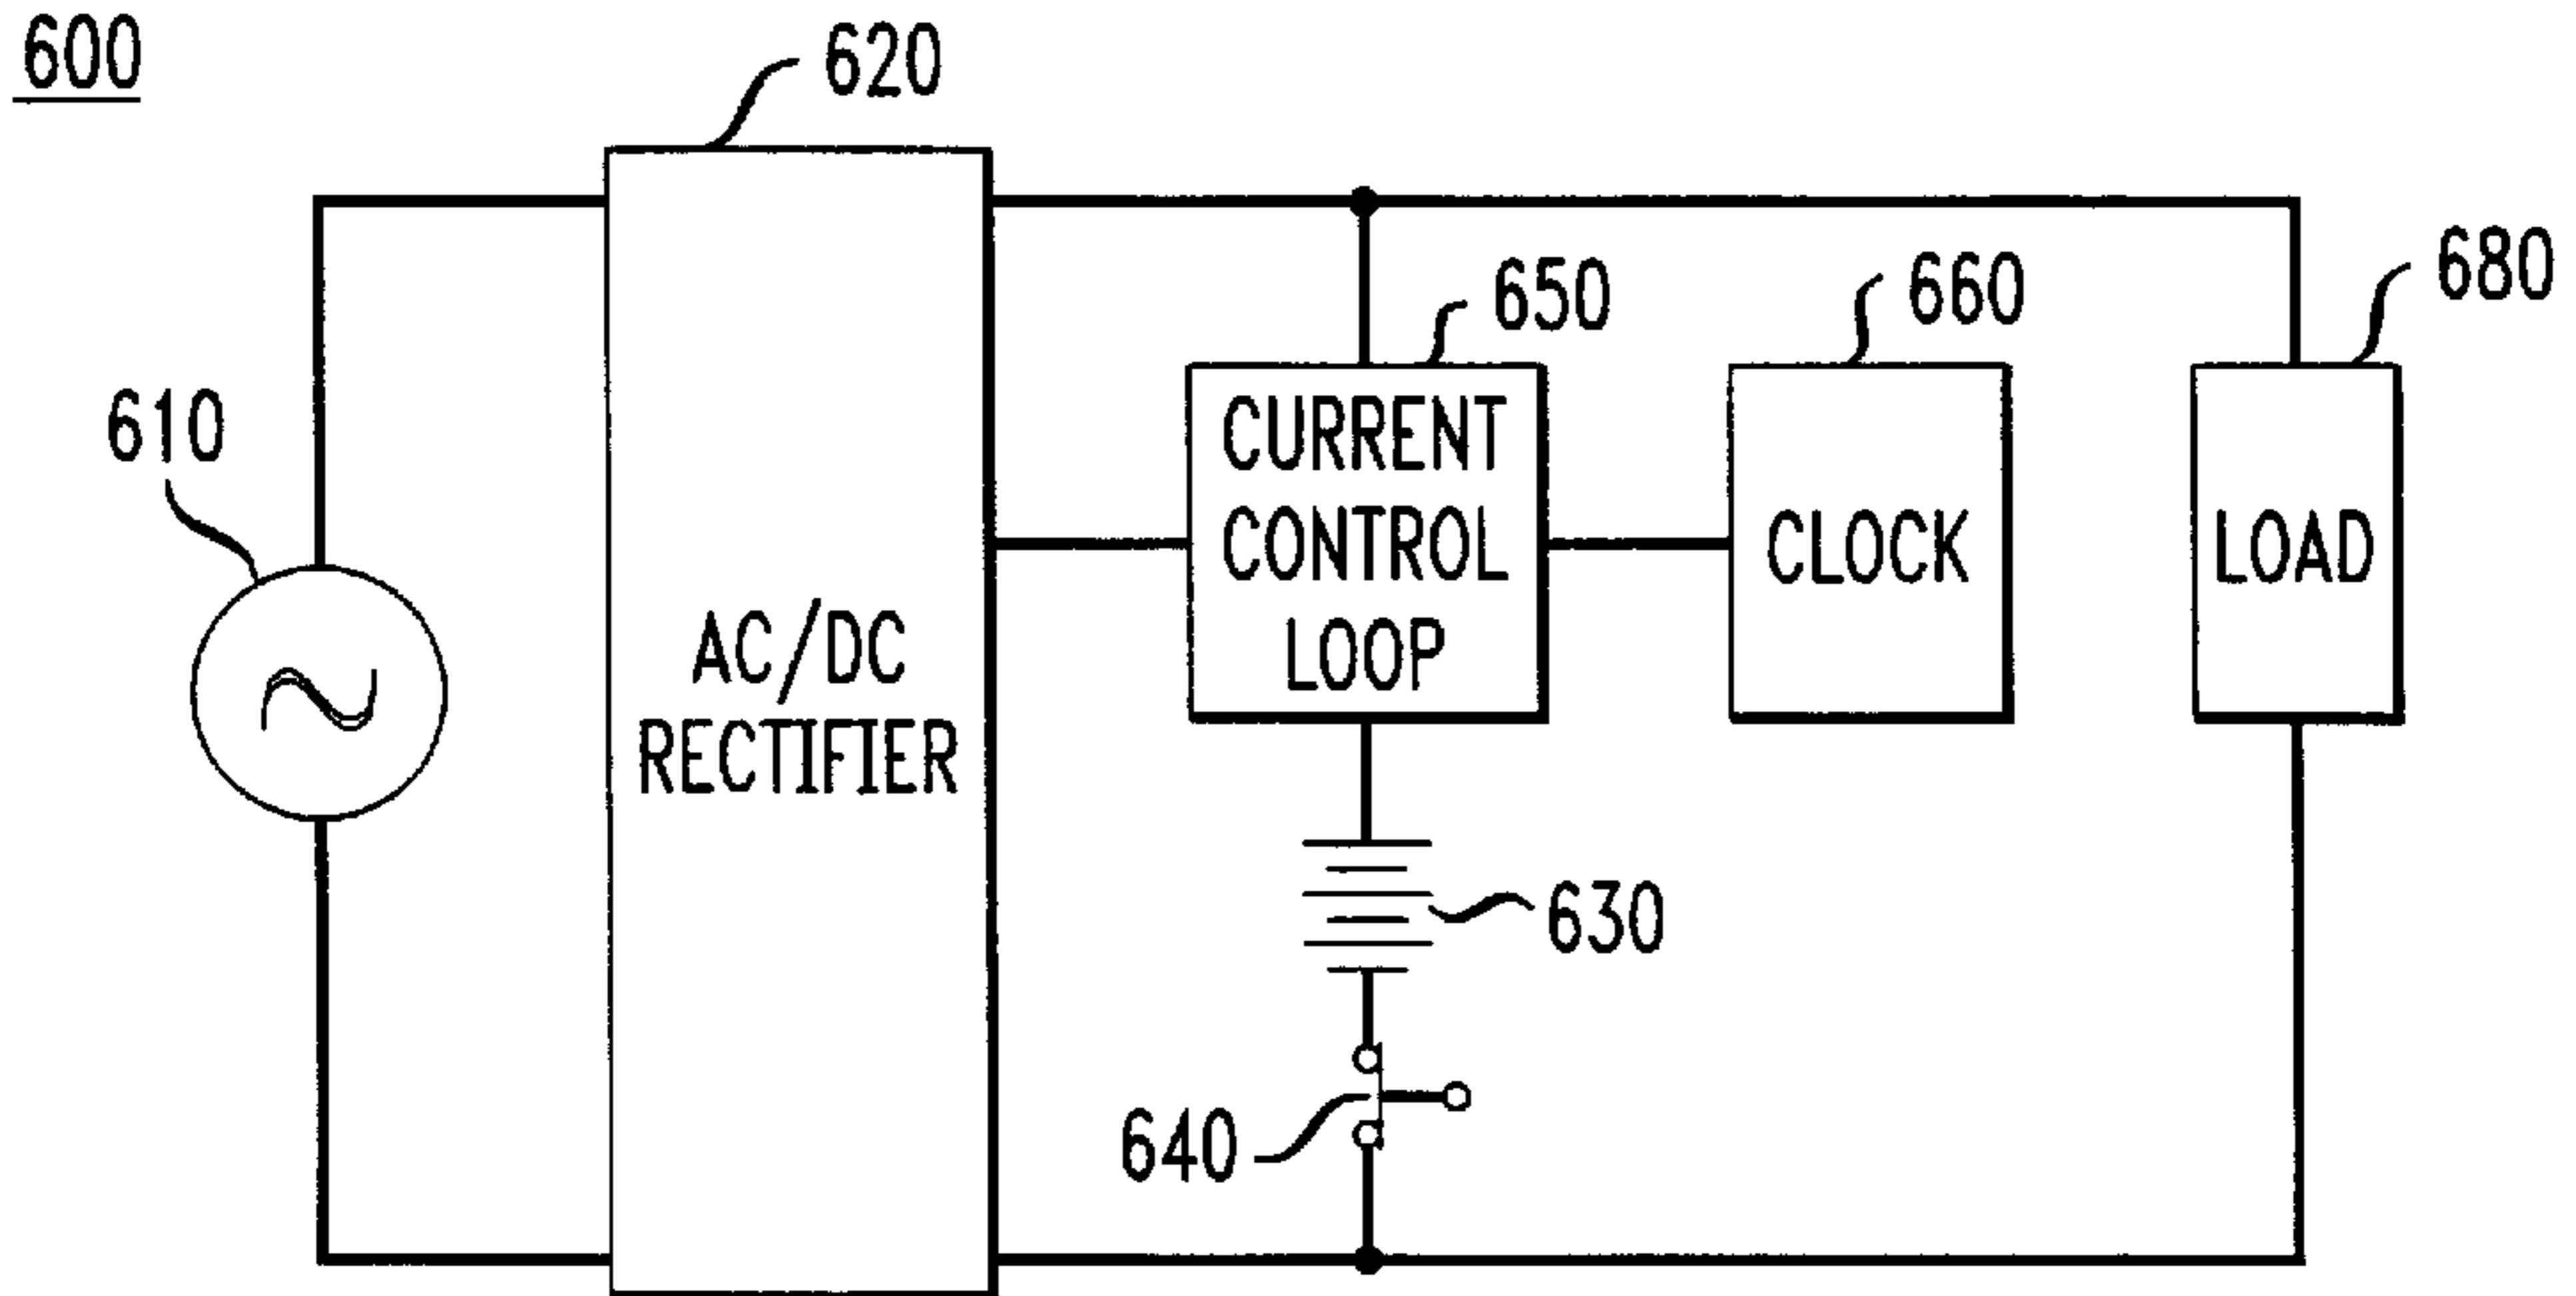 600
620
650
660
680
610
CURRENT
CONTROL
LOOP
CLOCK
LOAD
AC/DC
RECTIFIER
630
640